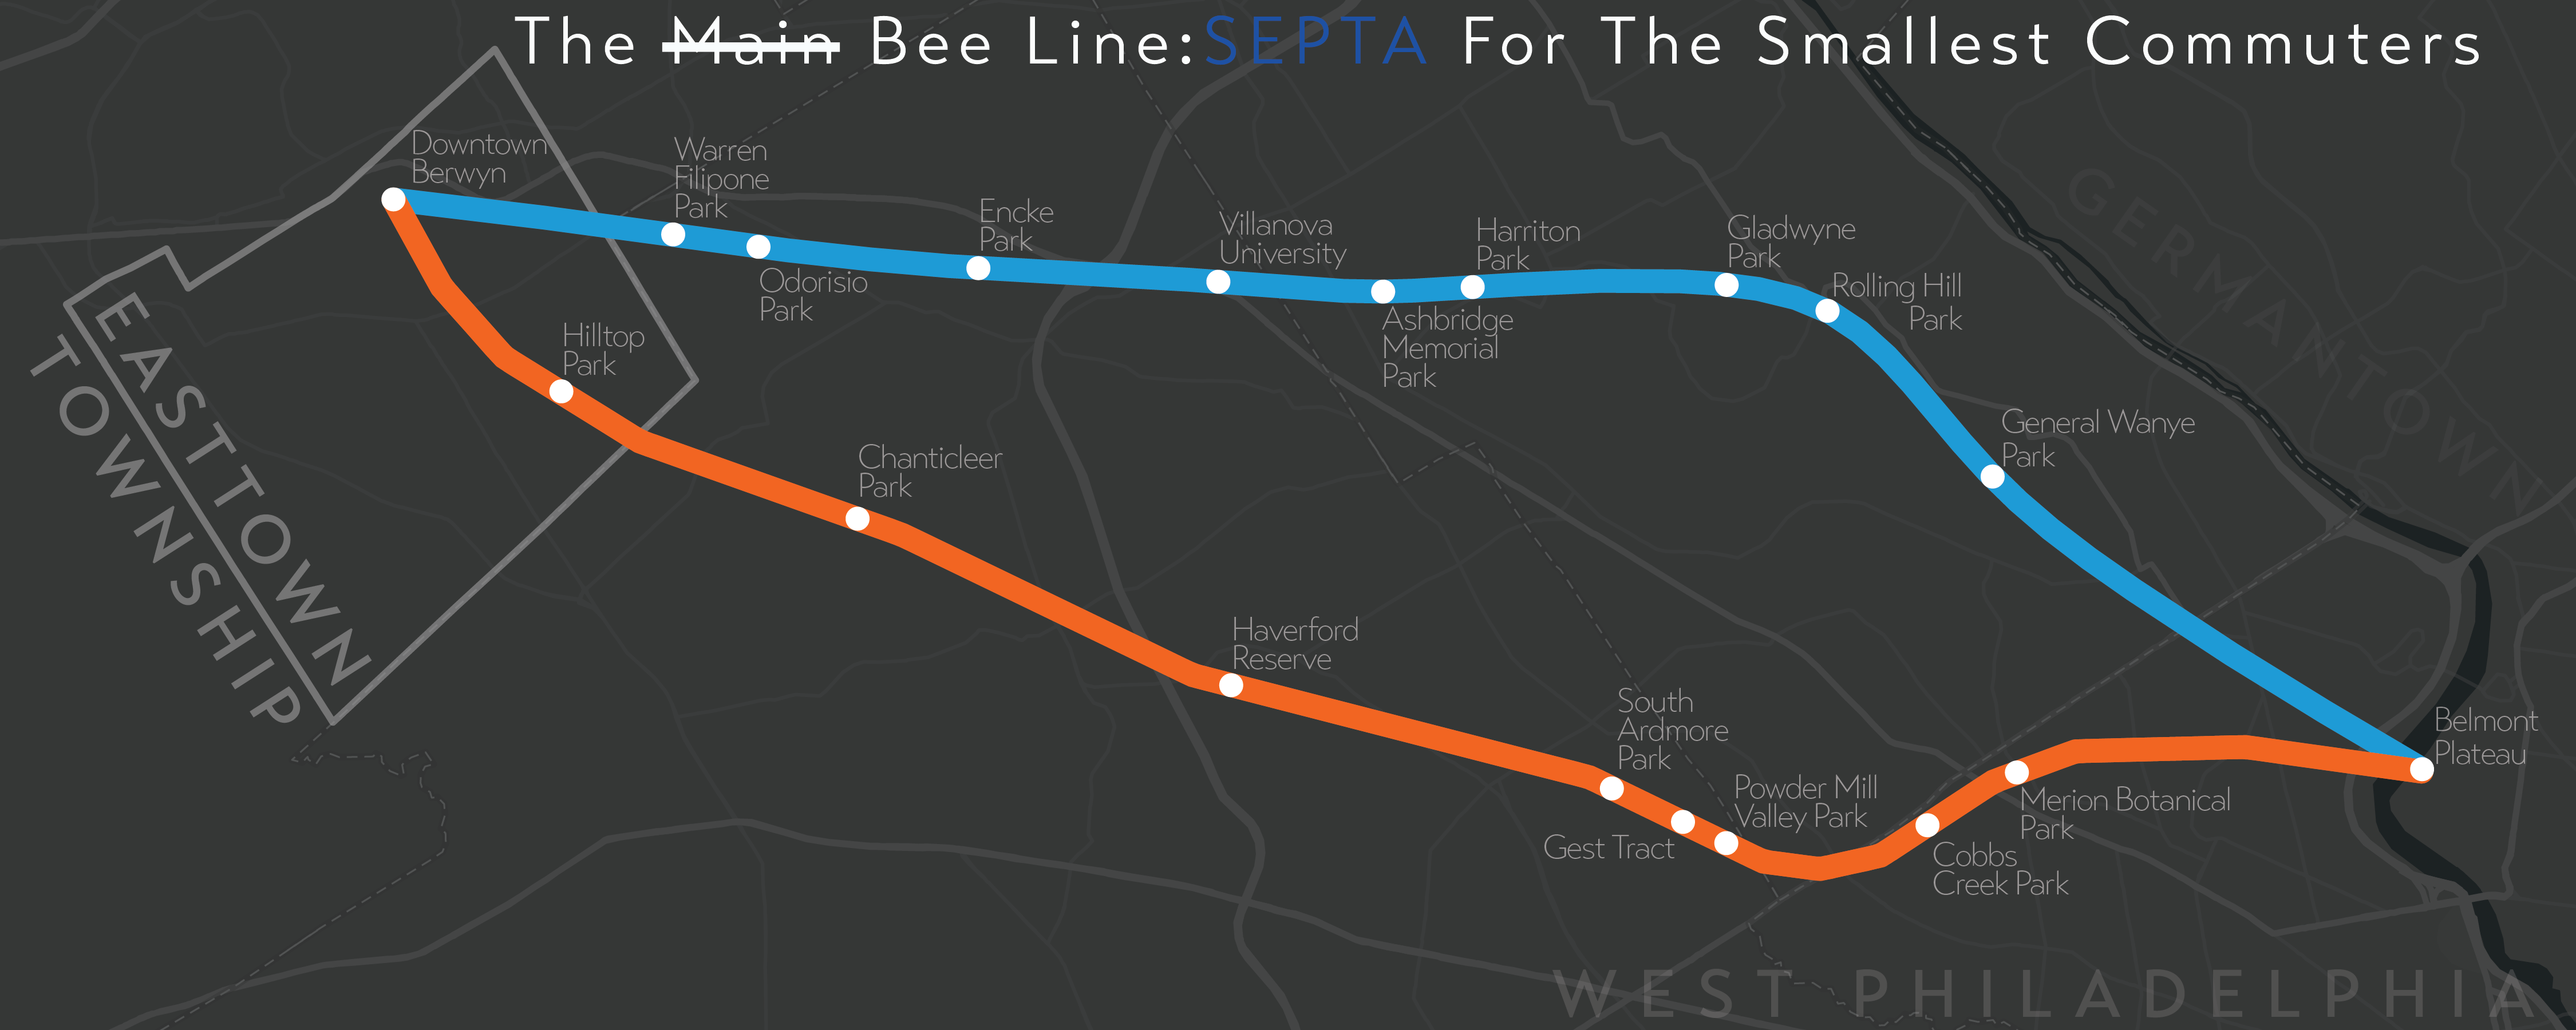 The Main Bee Line: SEPTA For The Smallest Commuters
Downtown
Berwyn
Warren
Filipone
Park
Odorisio
Park
Encke
Park
Villanova
University
Ashbridge
Memorial
Park
Harriton
Park
Gladwyne
Park
Rolling Hill
Park
General Wanye
Park
Belmont
Plateau
Hilltop
Park
Chanticleer
Park
Haverford
Reserve
South
Ardmore
Park
Gest Tract
Powder Mill
Valley Park
Cobbs
Creek Park
Merion Botanical
Park
EASTTOWN
TOWNSHIP
GERMANTOWN
WEST PHILADELPHIA